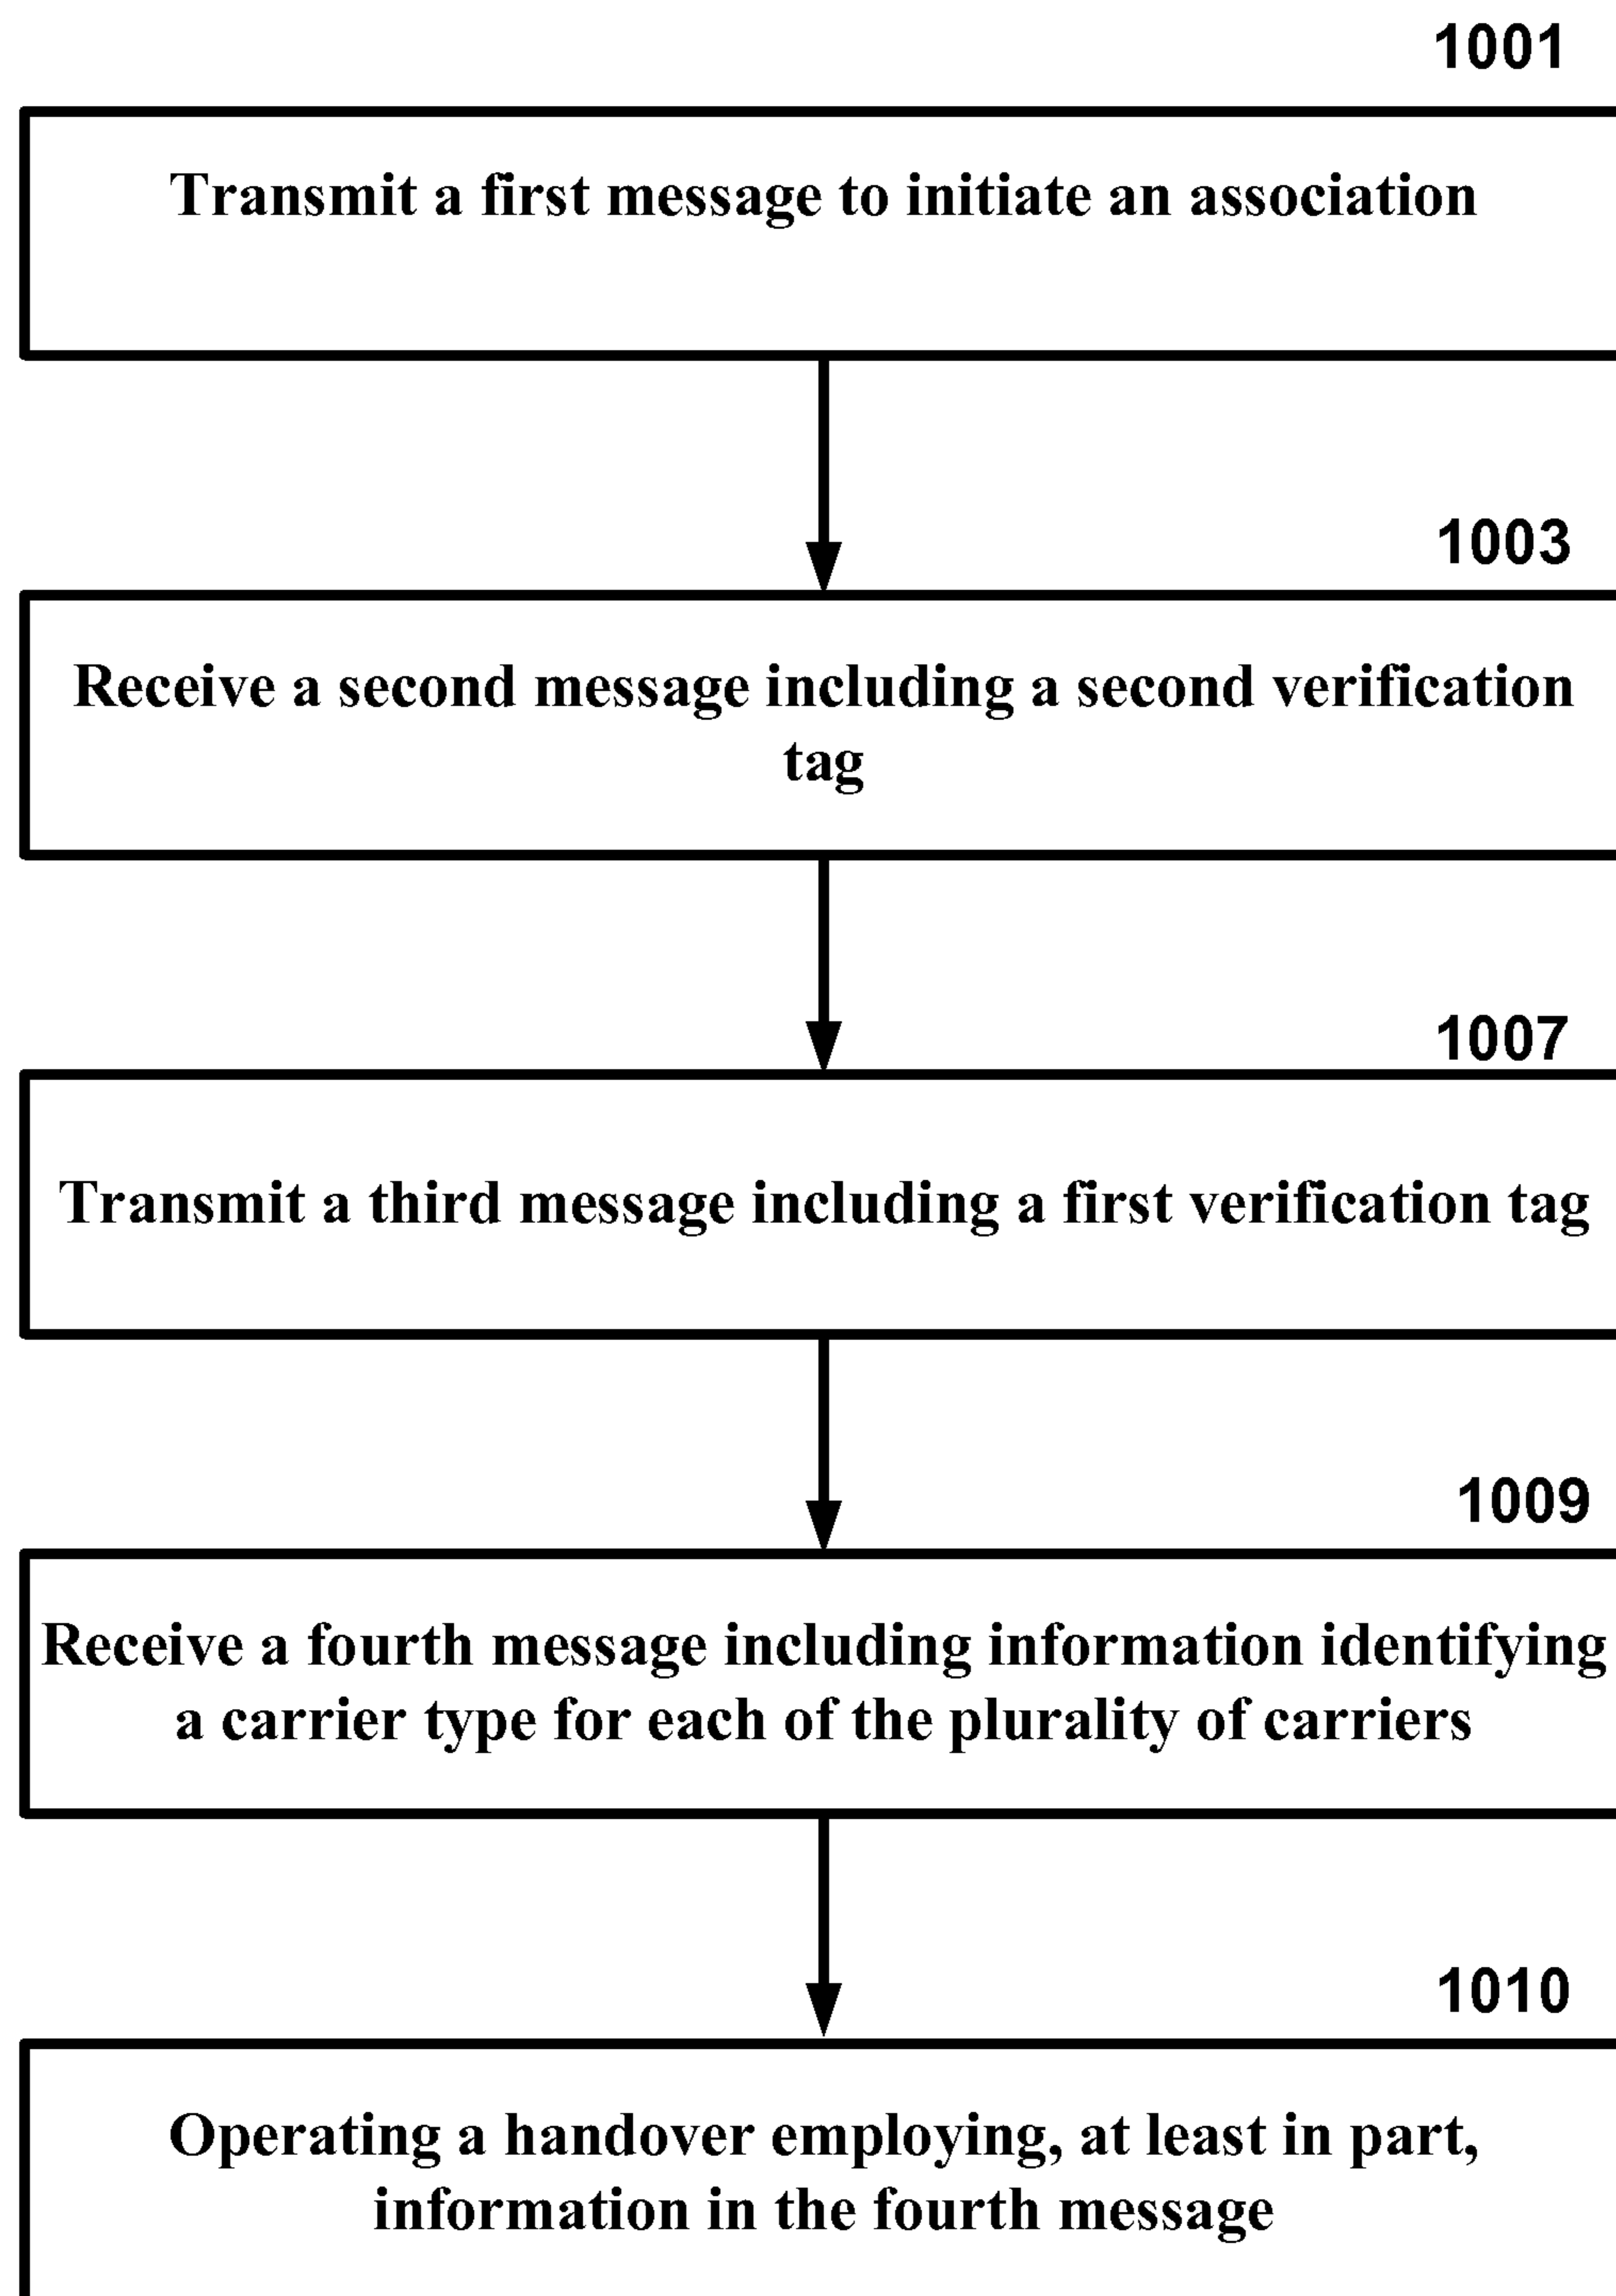 1001
Transmit a first message to initiate an association
1003
Receive a second message including a second verification
tag
1007
Transmit a third message including a first verification tag
1009
Receive a fourth message including information identifying
a carrier type for each of the plurality of carriers
1010
Operating a handover employing, at least in part,
information in the fourth message